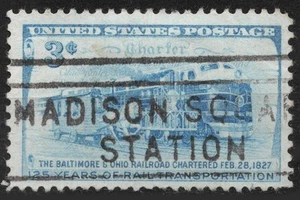 UNITED STATES POSTAGE
3¢
Charter
MADISON SQUAR
STATION
THE BALTIMORE & OHIO RAILROAD CHARTERED FEB. 28, 1827
125 YEARS OF RAIL TRANSPORTATION